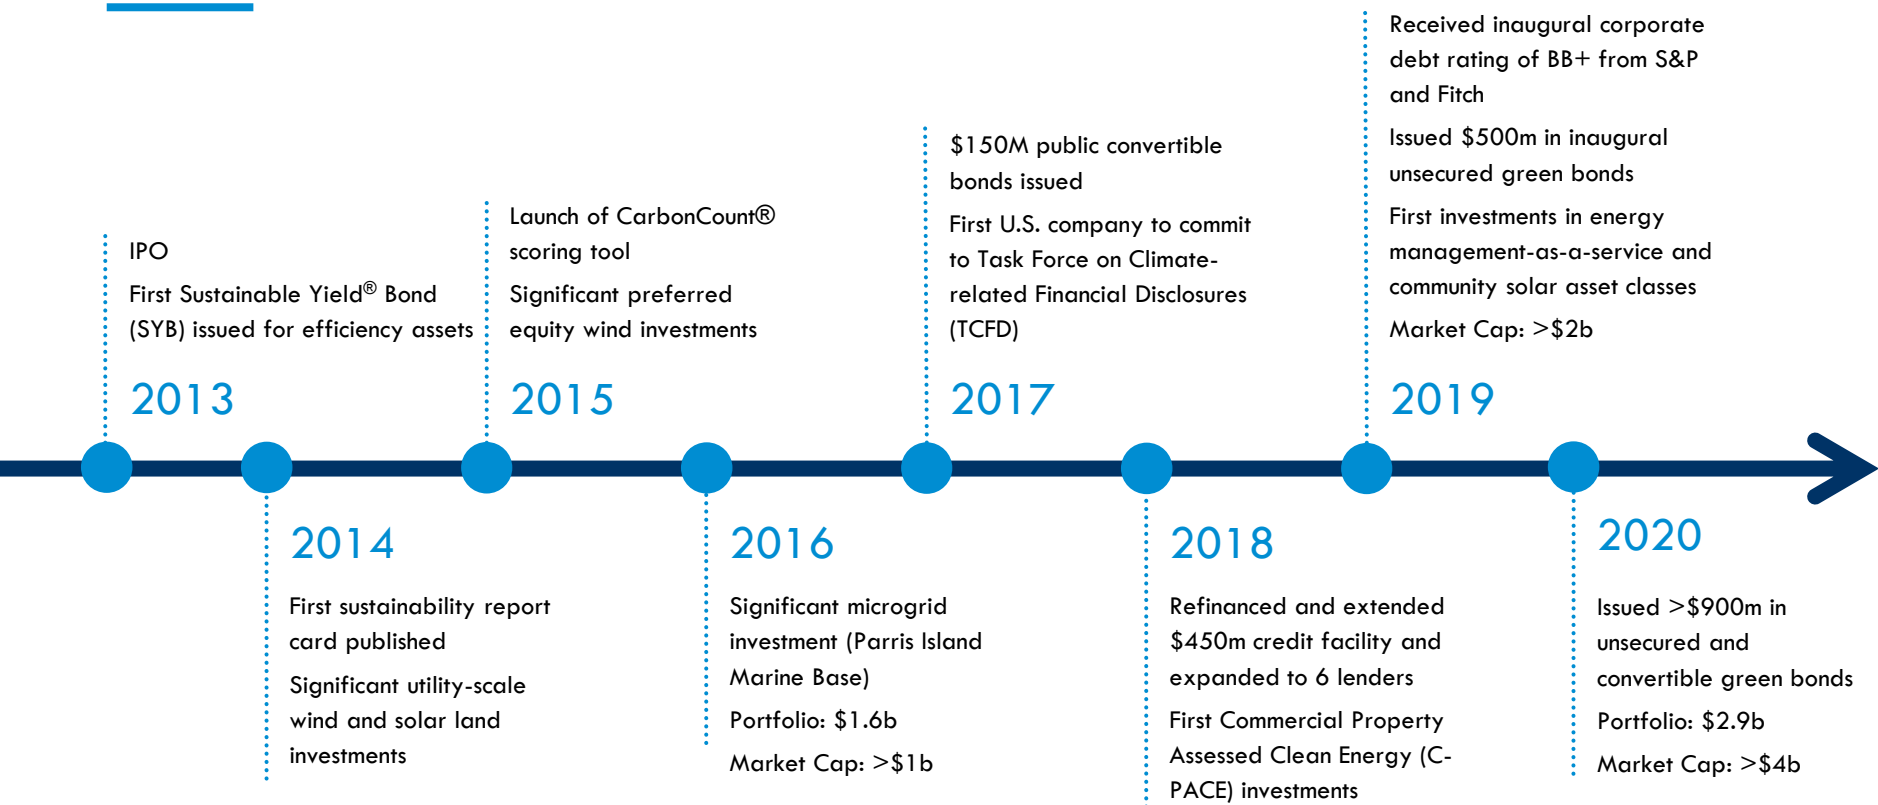 IPO
First Sustainable Yield® Bond
(SYB) issued for efficiency assets
2013
2014
First sustainability report
card published
Significant utility-scale
wind and solar land
investments
Launch of CarbonCount®
scoring tool
Significant preferred
equity wind investments
2015
2016
Significant microgrid
investment (Parris Island
Marine Base)
Portfolio: $1.6b
Market Cap: >$1b
$150M public convertible
bonds issued
First U.S. company to commit
to Task Force on Climate-
related Financial Disclosures
(TCFD)
2017
2018
Refinanced and extended
$450m credit facility and
expanded to 6 lenders
First Commercial Property
Assessed Clean Energy (C-
PACE) investments
Received inaugural corporate
debt rating of BB+ from S&P
and Fitch
Issued $500m in inaugural
unsecured green bonds
First investments in energy
management-as-a-service and
community solar asset classes
Market Cap: >$2b
2019
2020
Issued >$900m in
unsecured and
convertible green bonds
Portfolio: $2.9b
Market Cap: >$4b